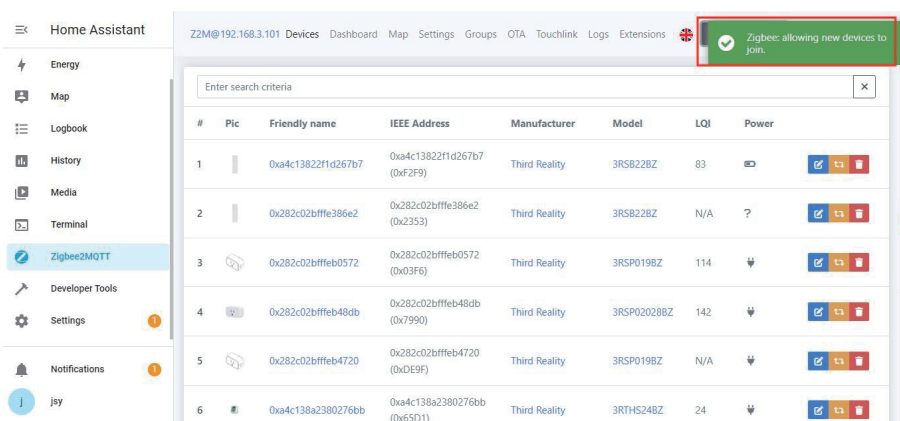 Home Assistant
Energy
Map
Logbook
History
Media
Terminal
Zigbee2MQTT
Developer Tools
Settings 1
Notifications 1
j jsy
Z2M@192.168.3.101 Devices Dashboard Map Settings Groups OTA Touchlink Logs Extensions
Zigbee: allowing new devices to
join.
Enter search criteria
# Pic Friendly name IEEE Address Manufacturer Model LQI Power
1 0xa4c13822f1d267b7 0xa4c13822f1d267b7 Third Reality 3RSB22BZ 83
(0xF2F9)
2 0x282c02bfffe386e2 0x282c02bfffe386e2 Third Reality 3RSB22BZ N/A ?
(0x2353)
3 0x282c02bfffeb0572 0x282c02bfffeb0572 Third Reality 3RSP019BZ 114
(0x03F6)
4 0x282c02bfffeb48db 0x282c02bfffeb48db Third Reality 3RSP02028BZ 142
(0x7990)
5 0x282c02bfffeb4720 0x282c02bfffeb4720 Third Reality 3RSP019BZ N/A
(0xDE9F)
6 0xa4c138a2380276bb 0xa4c138a2380276bb Third Reality 3RTHS24BZ 24
(0x65D1)